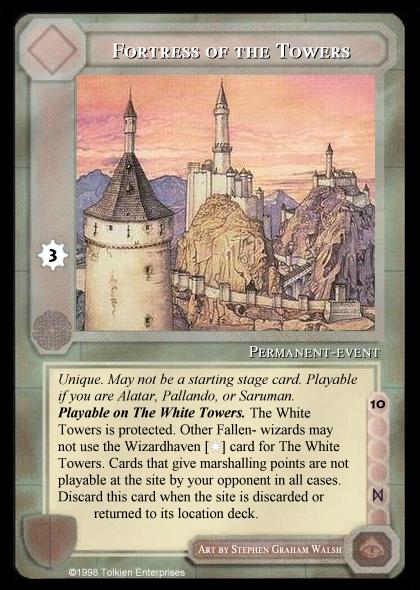 Fortress of the Towers
3
Permanent-event
Unique. May not be a starting stage card. Playable
if you are Alatar, Pallando, or Saruman.
Playable on The White Towers. The White
Towers is protected. Other Fallen- wizards may
not use the Wizardhaven [ ] card for The White
Towers. Cards that give marshalling points are not
playable at the site by your opponent in all cases.
Discard this card when the site is discarded or
returned to its location deck.
10
Art by Stephen Graham Walsh
©1998 Tolkien Enterprises